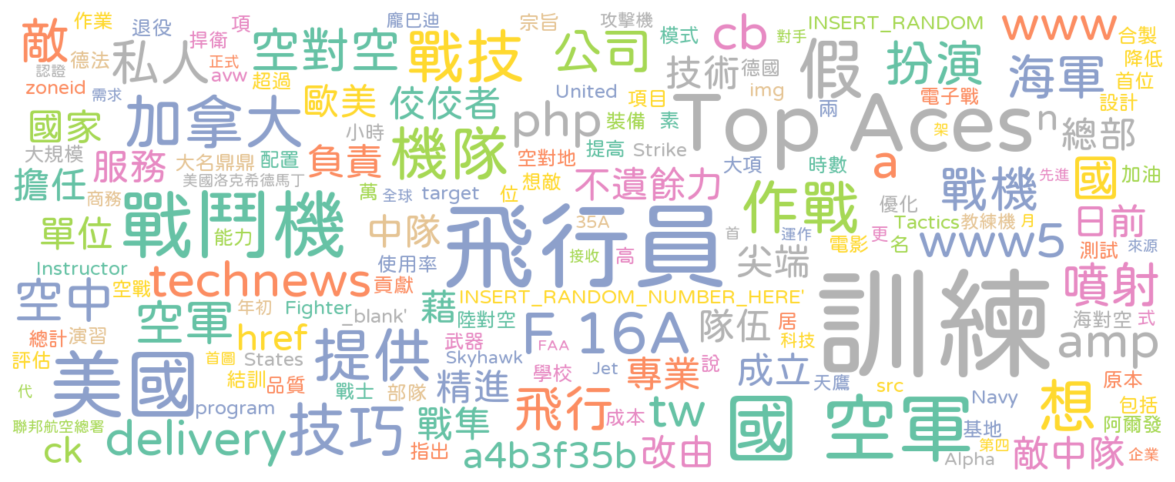 敵 作業 退役 龐巴迪 宗旨 攻擊機 項 INSERT_RANDOM www 合製
德法 捍衛 私人 空對空 戰技 公司 模式 cb 對手 假 扮演 海軍 降低
認證 正式 avw 超過 技術 德國 首位
zoneid 需求 加拿大 歐美 佼佼者 United 項目 img 電子戰 設計
國家 小時 機隊 php 裝備 素 Top Aces 兩 架 n 總部
大規模 服務 大名鼎鼎 配置 負責 空對地 提高 Strike 大項 時數 a 戰機 先進 國 加油
擔任 商務 美國洛克希德馬丁 萬 全球 target 位 想敵 不遺餘力 作戰 優化
單位 戰鬥機 能力 中隊 飛行員 35A 首 運作 更 名 Tactics 教練機 月 日前
Instructor 使用率 接收 高 尖端 電影 www5 測試 來源
空中 空戰 technews 貢獻 INSERT_RANDOM_NUMBER_HERE' 訓練 噴射
空軍 年初 Fighter _blank' 藉 陸對空 F 16A 隊伍 居 海對空 式
總計 演習 href 武器 FAA 科技 amp
評估 首圖 States 提供 Skyhawk 說 成立
美國 結訓 品質 戰士 部隊 精進 學校 Jet 專業 天鷹 src 原本
代 program 技巧 飛行 成本 tw 國 空軍 Navy 想 包括
聯邦航空總署 delivery 戰隼 基地 阿爾發
ck 指出 a4b3f35b 改由 Alpha 第四 敵中隊 企業